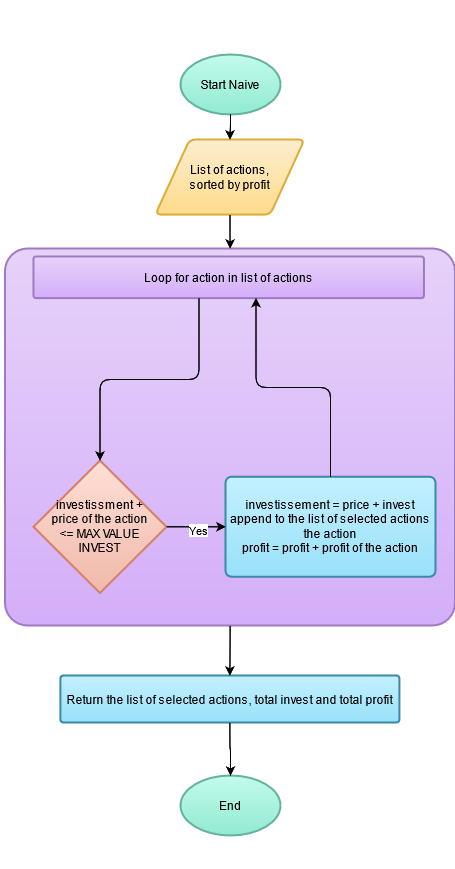 Start Naive
List of actions,
sorted by profit
Loop for action in list of actions
investissment +
price of the action
<= MAX VALUE
INVEST
Yes
investissement = price + invest
append to the list of selected actions
the action
profit = profit + profit of the action
Return the list of selected actions, total invest and total profit
End